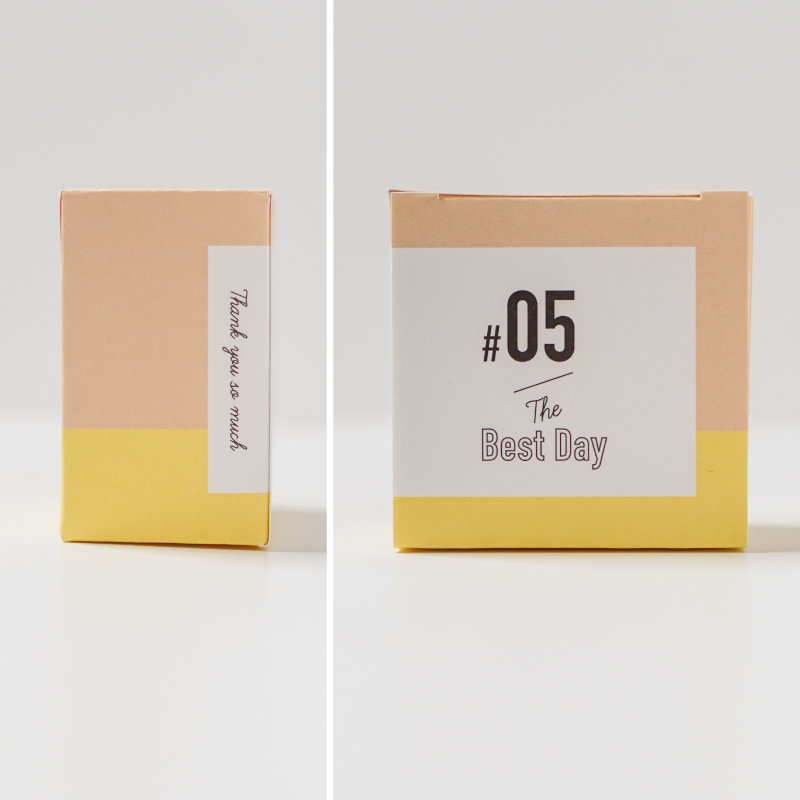 Thank you so much
#05
The
Best Day